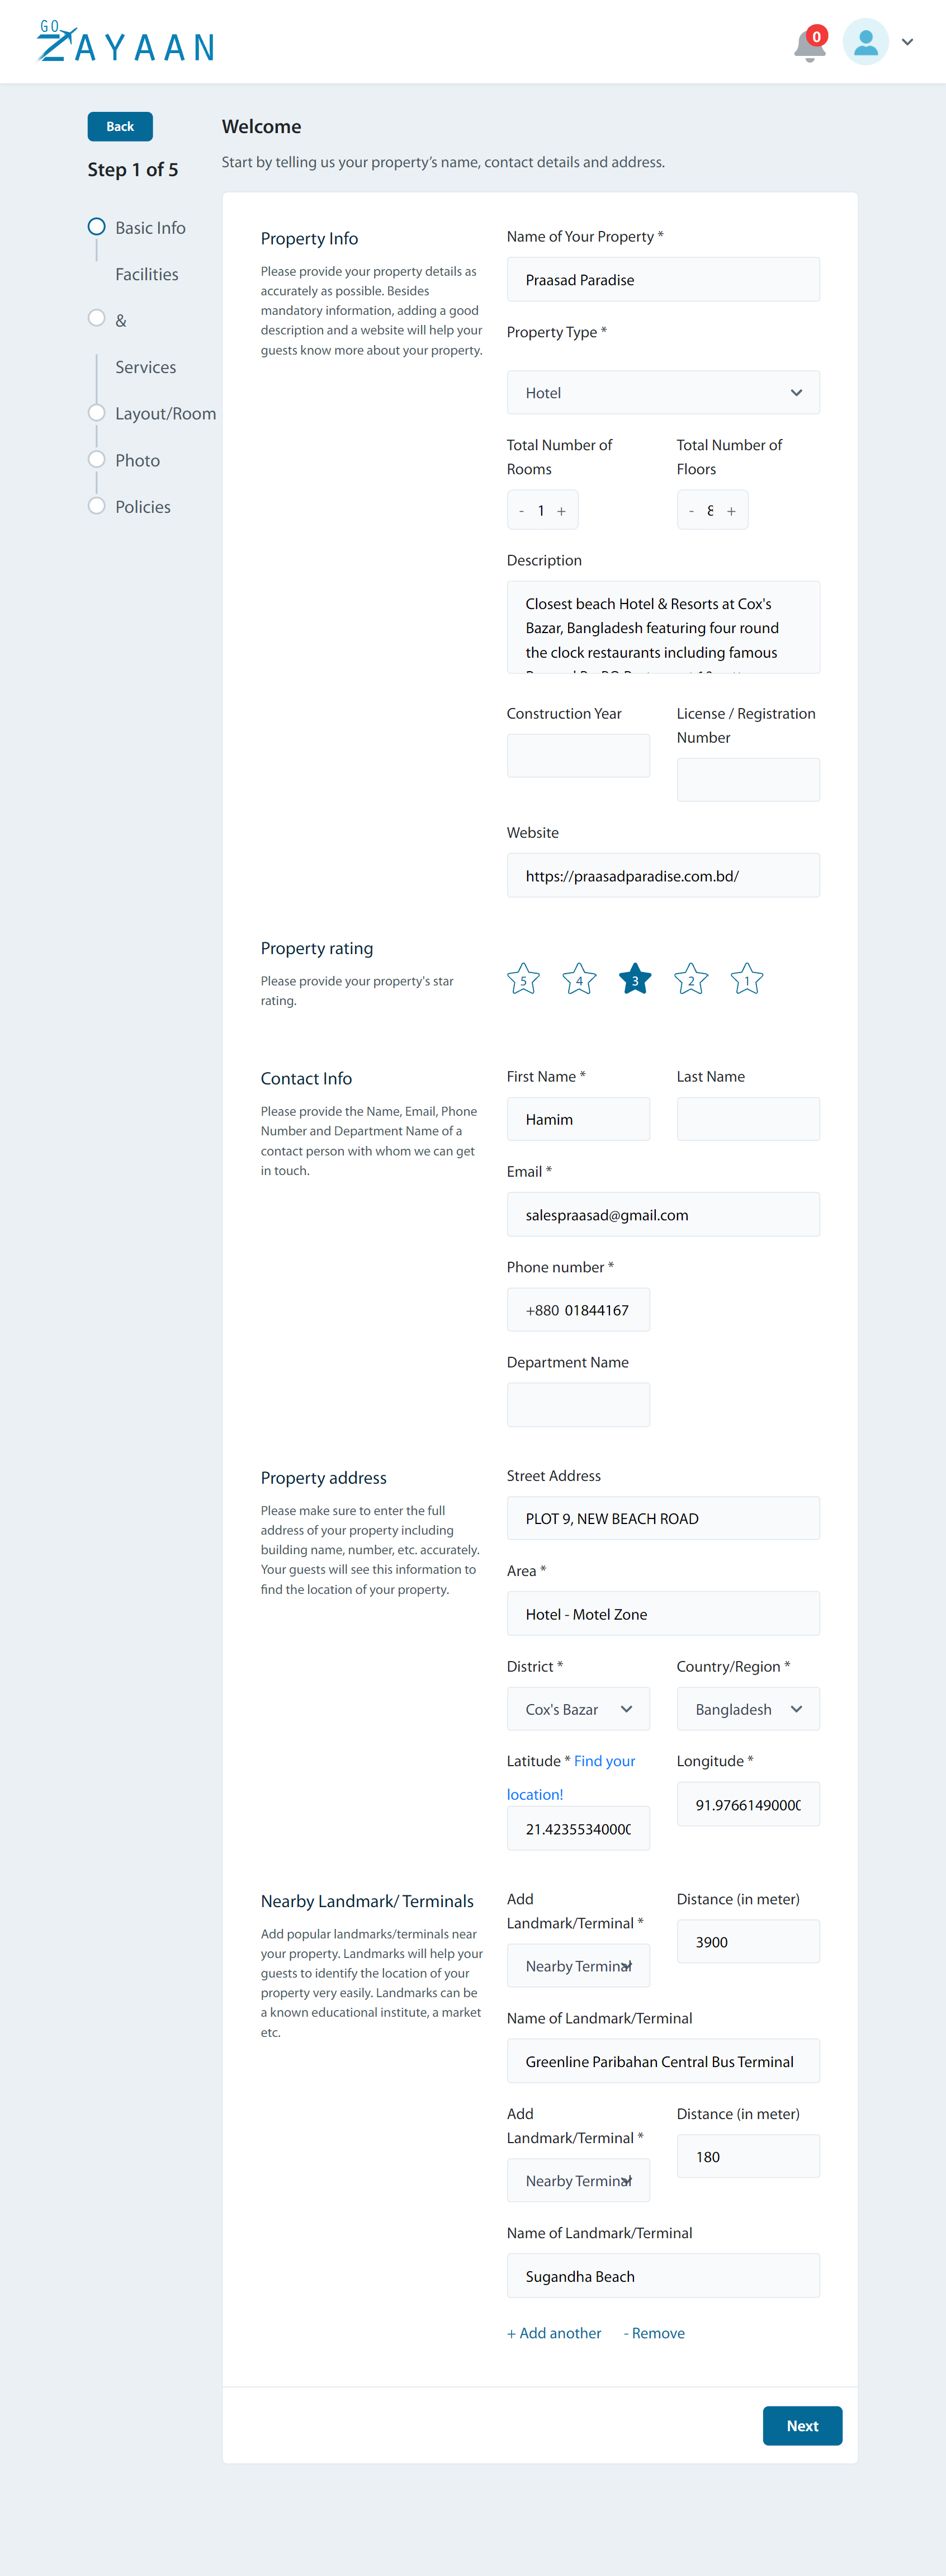 GO
ZAYAAN
0
Back
Step 1 of 5
Basic Info
Facilities
&
Services
Layout/Room
Photo
Policies
Welcome
Start by telling us your property's name, contact details and address.
Property Info
Please provide your property details as
accurately as possible. Besides
mandatory information, adding a good
description and a website will help your
guests know more about your property.
Name of Your Property *
Praasad Paradise
Property Type *
Hotel
Total Number of
Rooms
- 1 +
Total Number of
Floors
- 8 +
Description
Closest beach Hotel & Resorts at Cox's
Bazar, Bangladesh featuring four round
the clock restaurants including famous
Construction Year
License / Registration
Number
Website
https://praasadparadise.com.bd/
Property rating
Please provide your property's star
rating.
5 4 3 2 1
Contact Info
Please provide the Name, Email, Phone
Number and Department Name of a
contact person with whom we can get
in touch.
First Name *
Hamim
Last Name
Email *
salespraasad@gmail.com
Phone number *
+880 01844167
Department Name
Property address
Please make sure to enter the full
address of your property including
building name, number, etc. accurately.
Your guests will see this information to
find the location of your property.
Street Address
PLOT 9, NEW BEACH ROAD
Area *
Hotel - Motel Zone
District *
Cox's Bazar
Country/Region *
Bangladesh
Latitude * Find your
location!
21.4235534000
Longitude *
91.9766149000
Nearby Landmark/ Terminals
Add popular landmarks/terminals near
your property. Landmarks will help your
guests to identify the location of your
property very easily. Landmarks can be
a known educational institute, a market
etc.
Add
Landmark/Terminal *
Nearby Terminal
Distance (in meter)
3900
Name of Landmark/Terminal
Greenline Paribahan Central Bus Terminal
Add
Landmark/Terminal *
Nearby Terminal
Distance (in meter)
180
Name of Landmark/Terminal
Sugandha Beach
+ Add another
- Remove
Next